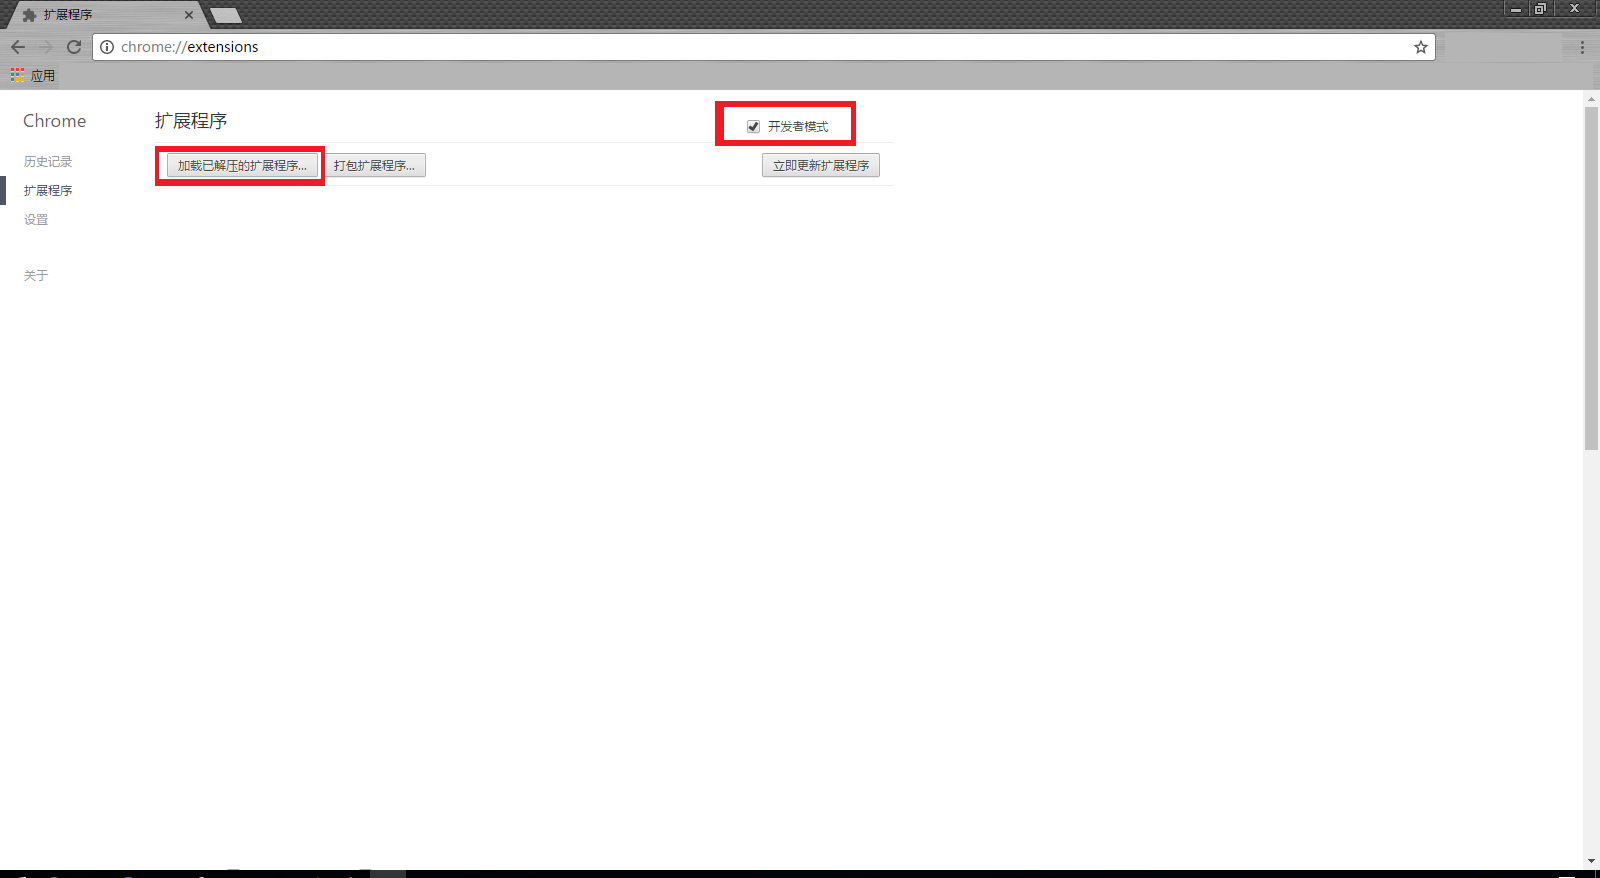 扩展程序
chrome://extensions
应用
Chrome
扩展程序
开发者模式
历史记录
加载已解压的扩展程序...
打包扩展程序...
立即更新扩展程序
扩展程序
设置
关于